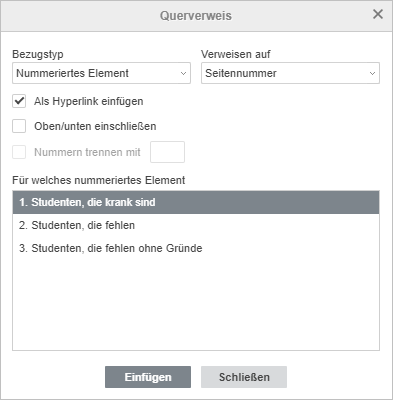 Querverweis
Bezugstyp Verweisen auf
Nummeriertes Element Seitennummer
Als Hyperlink einfügen
Oben/unten einschließen
Nummern trennen mit
Für welches nummeriertes Element
1. Studenten, die krank sind
2. Studenten, die fehlen
3. Studenten, die fehlen ohne Gründe
Einfügen Schließen